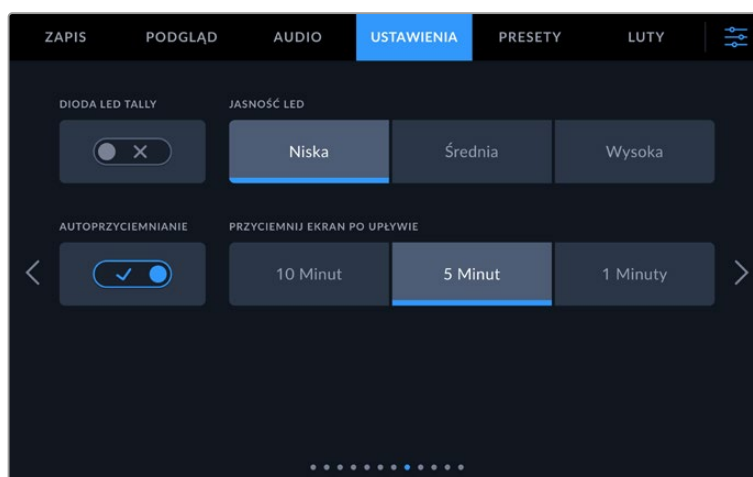 ZAPIS PODGLĄD AUDIO USTAWIENIA PRESETY LUTY
DIODA LED TALLY JASNOŚĆ LED
Niska Średnia Wysoka
AUTOPRZYCIEMNIANIE PRZYCIEMNIJ EKRAN PO UPŁYWIE
10 Minut 5 Minut 1 Minuty